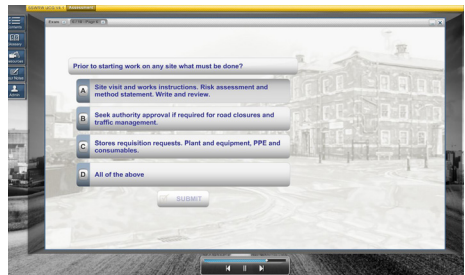 Assessment
Prior to starting work on any site what must be done?
A
Site visit and works instructions. Risk assessment and
method statement. Write and review.
B
Seek authority approval if required for road closures and
traffic management.
C
Stores requisition requests. Plant and equipment, PPE and
consumables.
D
All of the above
SUBMIT